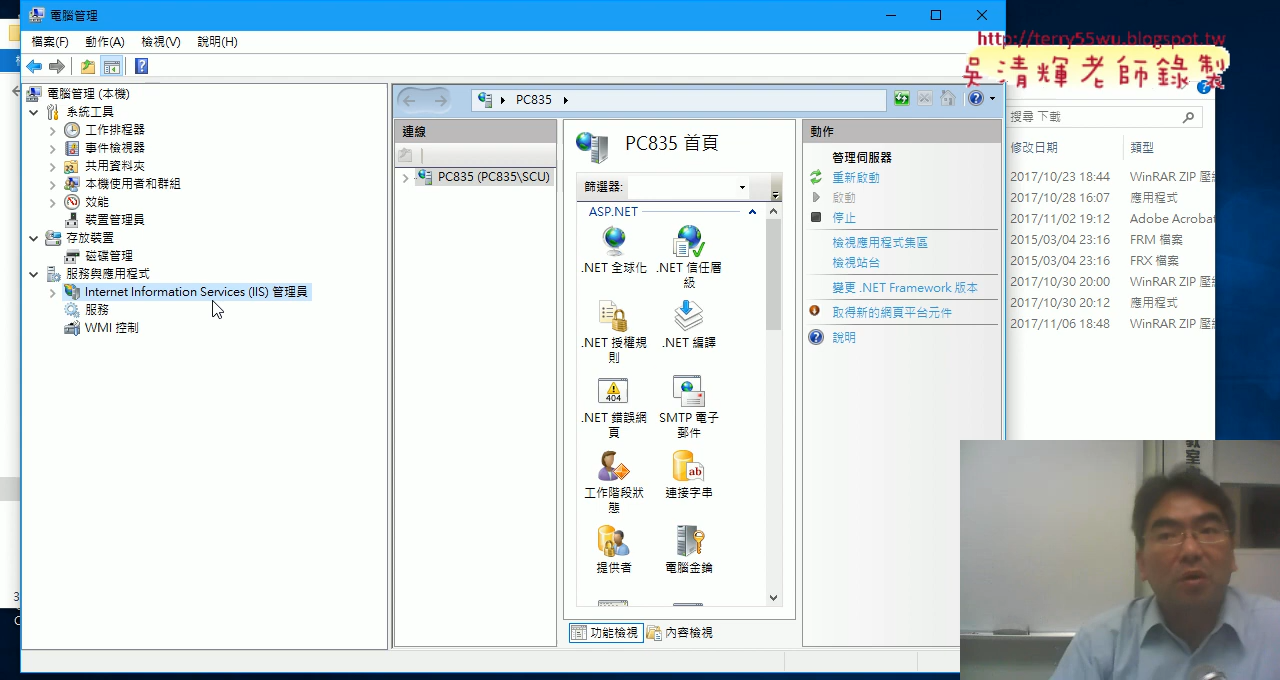 電腦管理
檔案(F) 動作(A) 檢視(V) 說明(H)
http://terry55wu.blogspot.tw
吳清輝老師錄製
電腦管理 (本機)
系統工具
工作排程器
事件檢視器
共用資料夾
本機使用者和群組
效能
裝置管理員
存放裝置
磁碟管理
服務與應用程式
Internet Information Services (IIS) 管理員
服務
WMI 控制
PC835
連線
PC835 (PC835\SCU)
PC835 首頁
篩選器:
ASP.NET
.NET 全球化
.NET 信任層級
.NET 授權規則
.NET 編譯
.NET 錯誤網頁
SMTP 電子郵件
工作階段狀態
連接字串
提供者
電腦金鑰
功能檢視
內容檢視
動作
管理伺服器
重新啟動
啟動
停止
檢視應用程式集區
檢視站台
變更 .NET Framework 版本
取得新的網頁平台元件
說明
搜尋 下載
修改日期 類型
2017/10/23 18:44 WinRAR ZIP 壓
2017/10/28 16:07 應用程式
2017/11/02 19:12 Adobe Acrobat
2015/03/04 23:16 FRM 檔案
2015/03/04 23:16 FRX 檔案
2017/10/30 20:00 WinRAR ZIP 壓
2017/10/30 20:12 應用程式
2017/11/06 18:48 WinRAR ZIP 壓